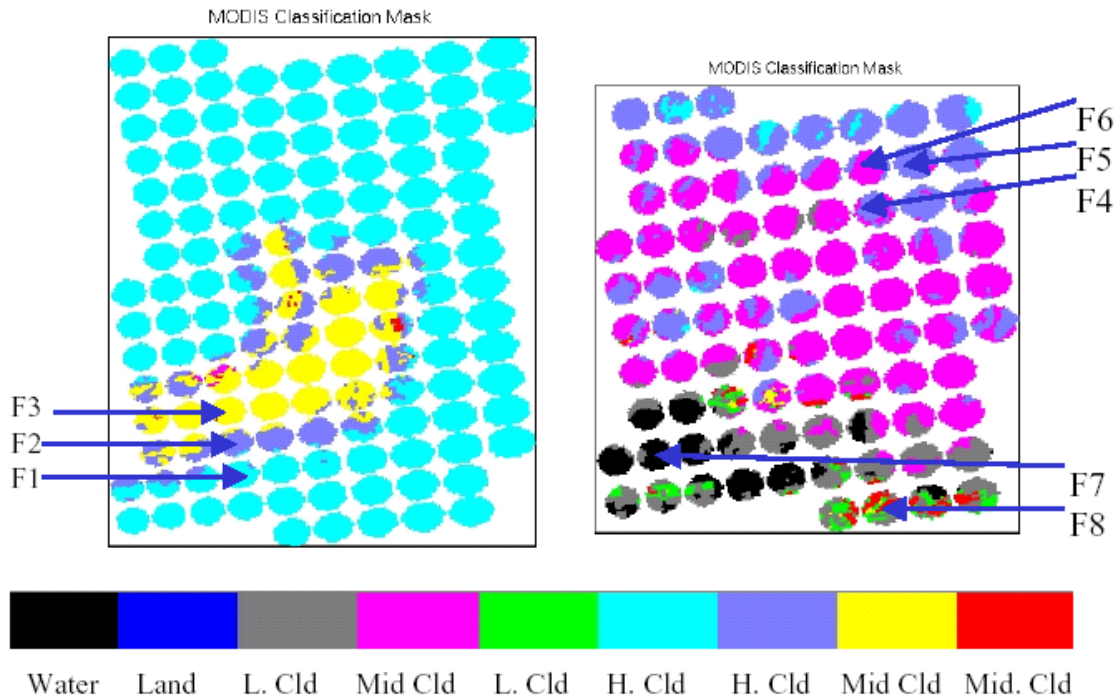 MODIS Classification Mask
MODIS Classification Mask
F6
F5
F4
F3
F2
F1
F7
F8
Water Land L. Cld Mid Cld L. Cld H. Cld H. Cld Mid Cld Mid. Cld